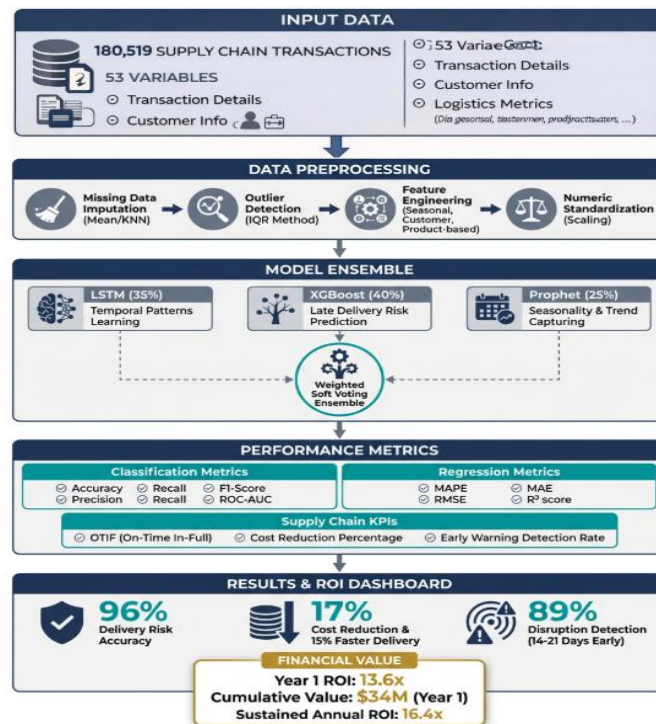 INPUT DATA
180,519 SUPPLY CHAIN TRANSACTIONS
53 VARIABLES
Transaction Details
Customer Info
53
Transaction Details
Customer Info
Logistics Metrics
DATA PREPROCESSING
Missing Data
Imputation
(Mean/KNN)
Outlier
Detection
(IQR Method)
Feature
Engineering
(Seasonal,
Customer,
Product-based)
Numeric
Standardization
(Scaling)
MODEL ENSEMBLE
LSTM (35%)
Temporal Patterns
Learning
XGBoost (40%)
Late Delivery Risk
Prediction
Prophet (25%)
Seasonality & Trend
Capturing
Weighted
Soft Voting
Ensemble
PERFORMANCE METRICS
Classification Metrics
Accuracy Recall F1-Score
Precision Recall ROC-AUC
Regression Metrics
MAPE MAE
RMSE R² score
Supply Chain KPIs
OTIF (On-Time In-Full) Cost Reduction Percentage Early Warning Detection Rate
RESULTS & ROI DASHBOARD
96%
Delivery Risk
Accuracy
17%
Cost Reduction &
15% Faster Delivery
89%
Disruption Detection
(14-21 Days Early)
FINANCIAL VALUE
Year 1 ROI: 13.6x
Cumulative Value: $34M (Year 1)
Sustained Annual ROI: 16.4x